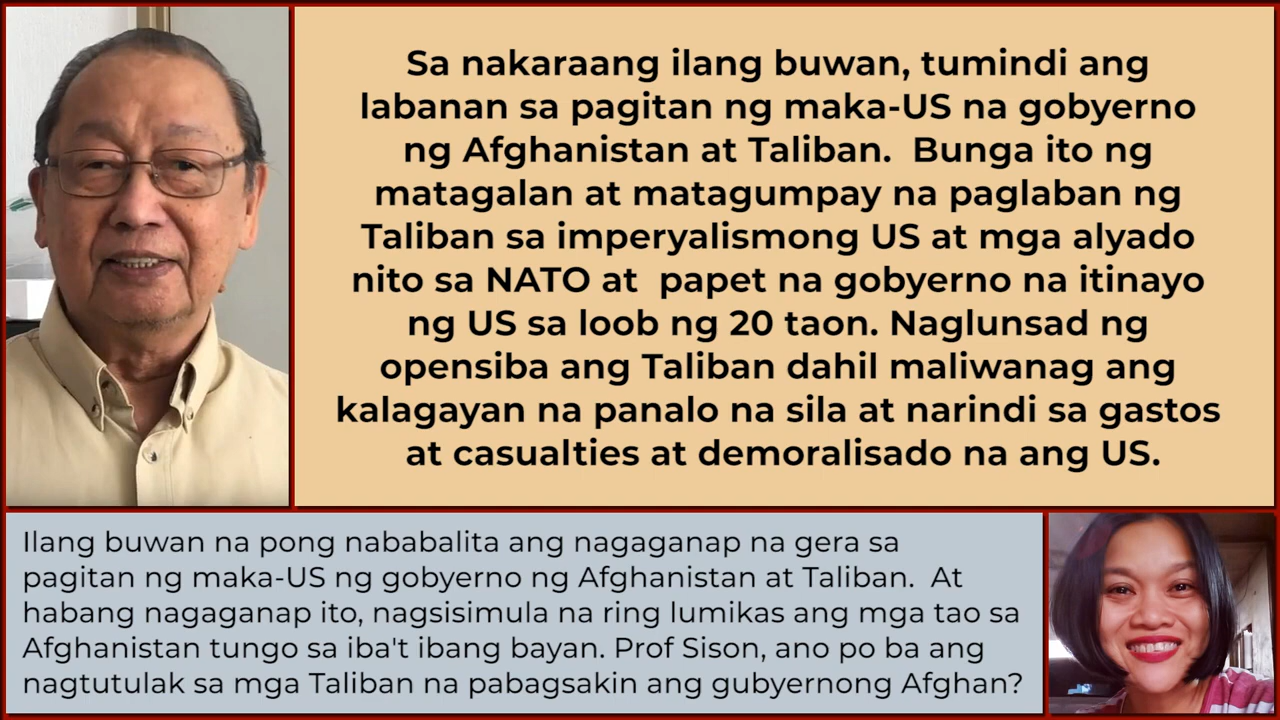 Sa nakaraang ilang buwan, tumindi ang
labanan sa pagitan ng maka-US na gobyerno
ng Afghanistan at Taliban.  Bunga ito ng
matagalan at matagumpay na paglaban ng
Taliban sa imperyalismong US at mga alyado
nito sa NATO at  papet na gobyerno na itinayo
ng US sa loob ng 20 taon. Naglunsad ng
opensiba ang Taliban dahil maliwanag ang
kalagayan na panalo na sila at narindi sa gastos
at casualties at demoralisado na ang US.
Ilang buwan na pong nababalita ang nagaganap na gera sa
pagitan ng maka-US ng gobyerno ng Afghanistan at Taliban.  At
habang nagaganap ito, nagsisimula na ring lumikas ang mga tao sa
Afghanistan tungo sa iba't ibang bayan. Prof Sison, ano po ba ang
nagtutulak sa mga Taliban na pabagsakin ang gubyernong Afghan?